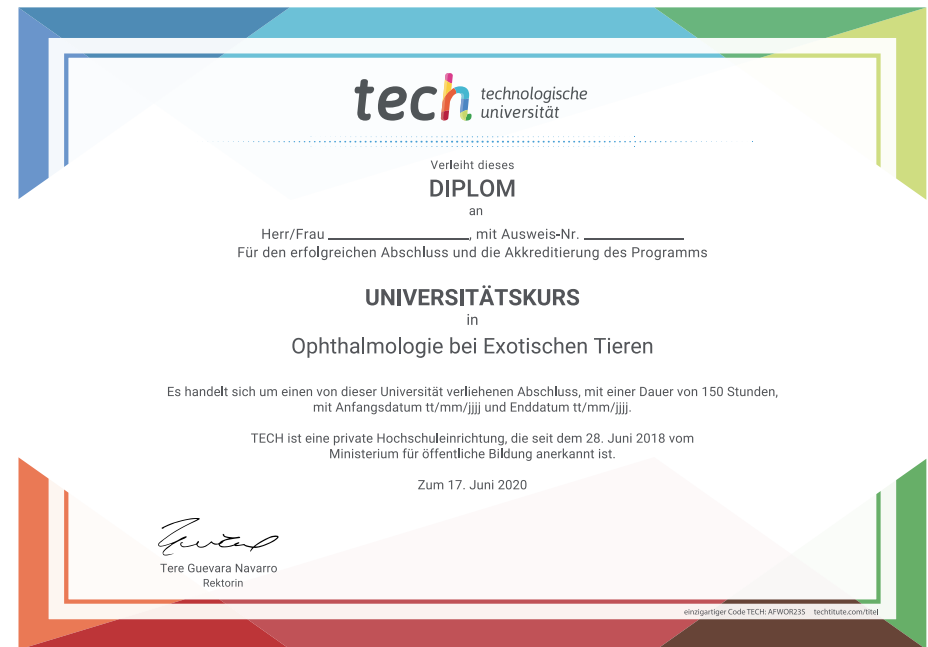 tech technologische
universität
Verleiht dieses
DIPLOM
an
Herr/Frau ____________, mit Ausweis-Nr. ____________
Für den erfolgreichen Abschluss und die Akkreditierung des Programms
UNIVERSITÄTSKURS
in
Ophthalmologie bei Exotischen Tieren
Es handelt sich um einen von dieser Universität verliehenen Abschluss, mit einer Dauer von 150 Stunden,
mit Anfangsdatum tt/mm/jjjj und Enddatum tt/mm/jjjj.
TECH ist eine private Hochschuleinrichtung, die seit dem 28. Juni 2018 vom
Ministerium für öffentliche Bildung anerkannt ist.
Zum 17. Juni 2020
Tere Guevara Navarro
Rektorin
einzigartiger Code TECH: AFWOR235 techtitute.com/titel